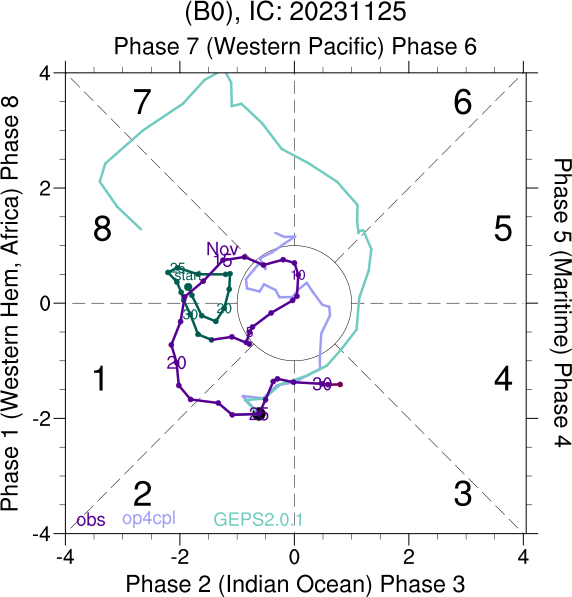 (B0), IC: 20231125
Phase 7 (Western Pacific) Phase 6
Phase 1 (Western Hem, Africa) Phase 8
Phase 5 (Maritime) Phase 4
4
2
0
-2
-4
7
6
8
5
1
4
2
3
Nov
15
25
start
10
20
30
5
20
30
25
obs
op4cpl
GEPS2.0.1
-4
-2
0
2
4
Phase 2 (Indian Ocean) Phase 3